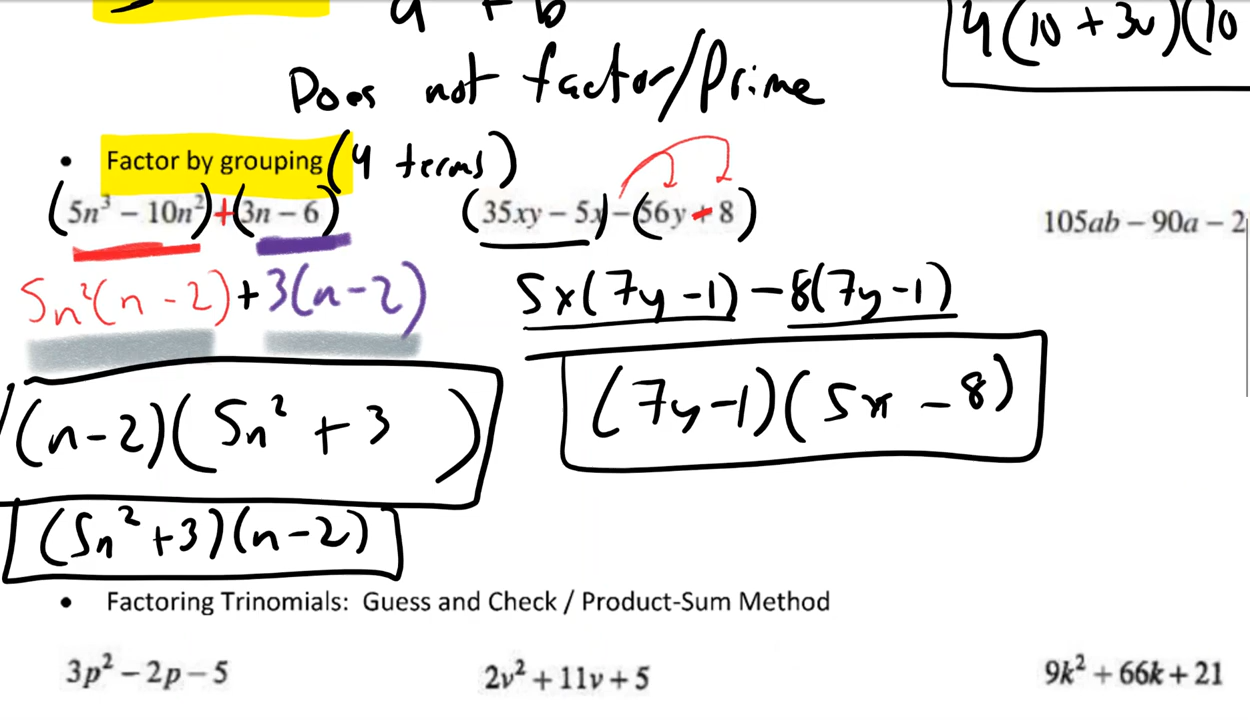 a + b
4(10 + 3v)(10
Does not factor/Prime
• Factor by grouping (4 terms)
(5n³ – 10n²)+(3n – 6)
(35xy – 5x)–(56y - 8)
105ab – 90a – 2
5n²(n - 2)+3(n-2)
5x(7y -1) -8(7y-1)
(n-2)(5n² + 3 )
(7y-1)(5x - 8)
(5n²+3)(n-2)
• Factoring Trinomials: Guess and Check / Product-Sum Method
3p² – 2p – 5
2v² + 11v + 5
9k² + 66k + 21